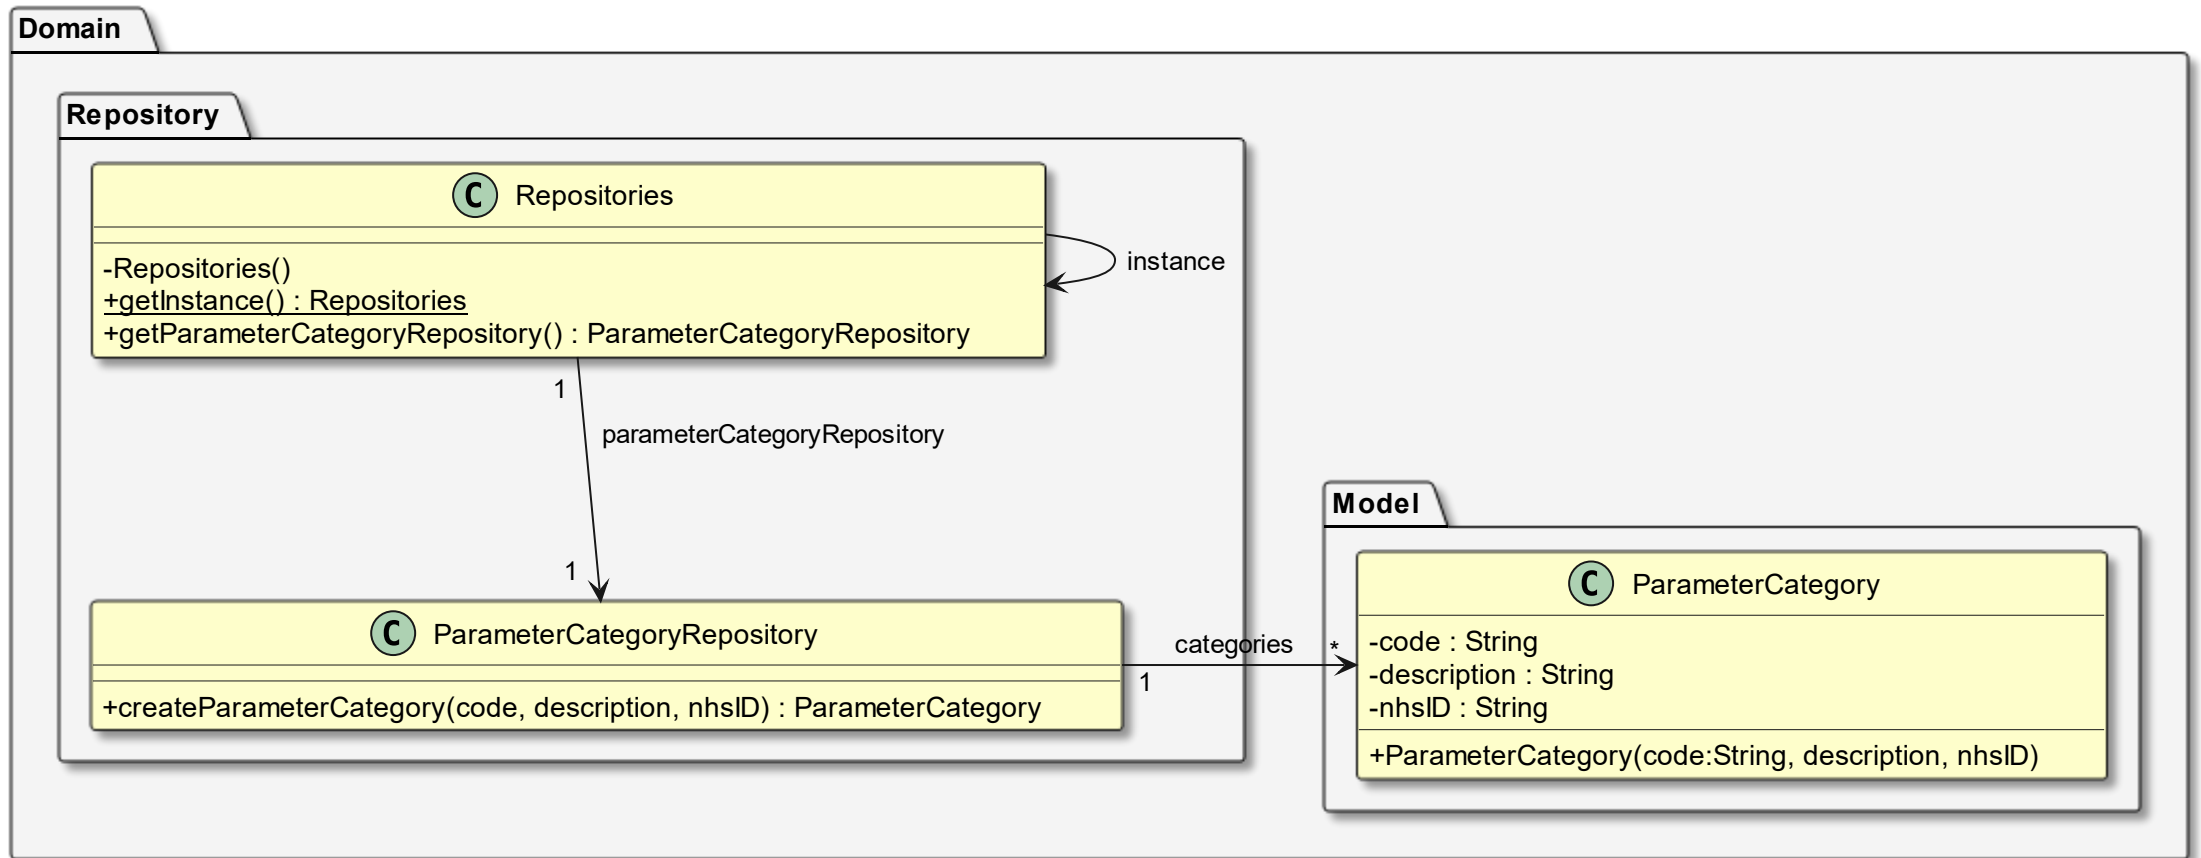 Domain
Repository
C Repositories
-Repositories()
+getInstance() : Repositories
+getParameterCategoryRepository() : ParameterCategoryRepository
instance
1
parameterCategoryRepository
1
C ParameterCategoryRepository
+createParameterCategory(code, description, nhsID) : ParameterCategory
categories
1
*
Model
C ParameterCategory
-code : String
-description : String
-nhsID : String
+ParameterCategory(code:String, description, nhsID)